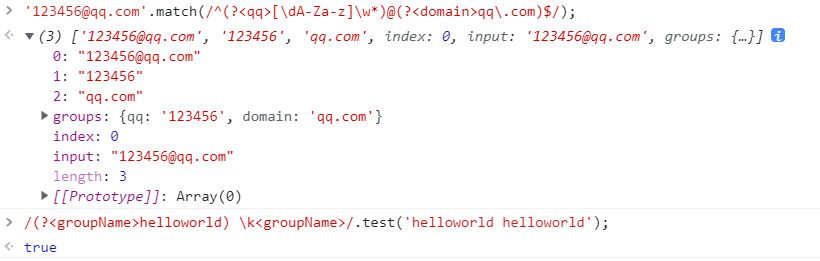 > '123456@qq.com'.match(/^(?<qq>[\dA-Za-z]\w*)@(?<domain>qq\.com)$/);
(3) ['123456@qq.com', '123456', 'qq.com', index: 0, input: '123456@qq.com', groups: {…}] i
0: "123456@qq.com"
1: "123456"
2: "qq.com"
groups: {qq: '123456', domain: 'qq.com'}
index: 0
input: "123456@qq.com"
length: 3
[[Prototype]]: Array(0)
> /(?<groupName>helloworld) \k<groupName>/.test('helloworld helloworld');
true